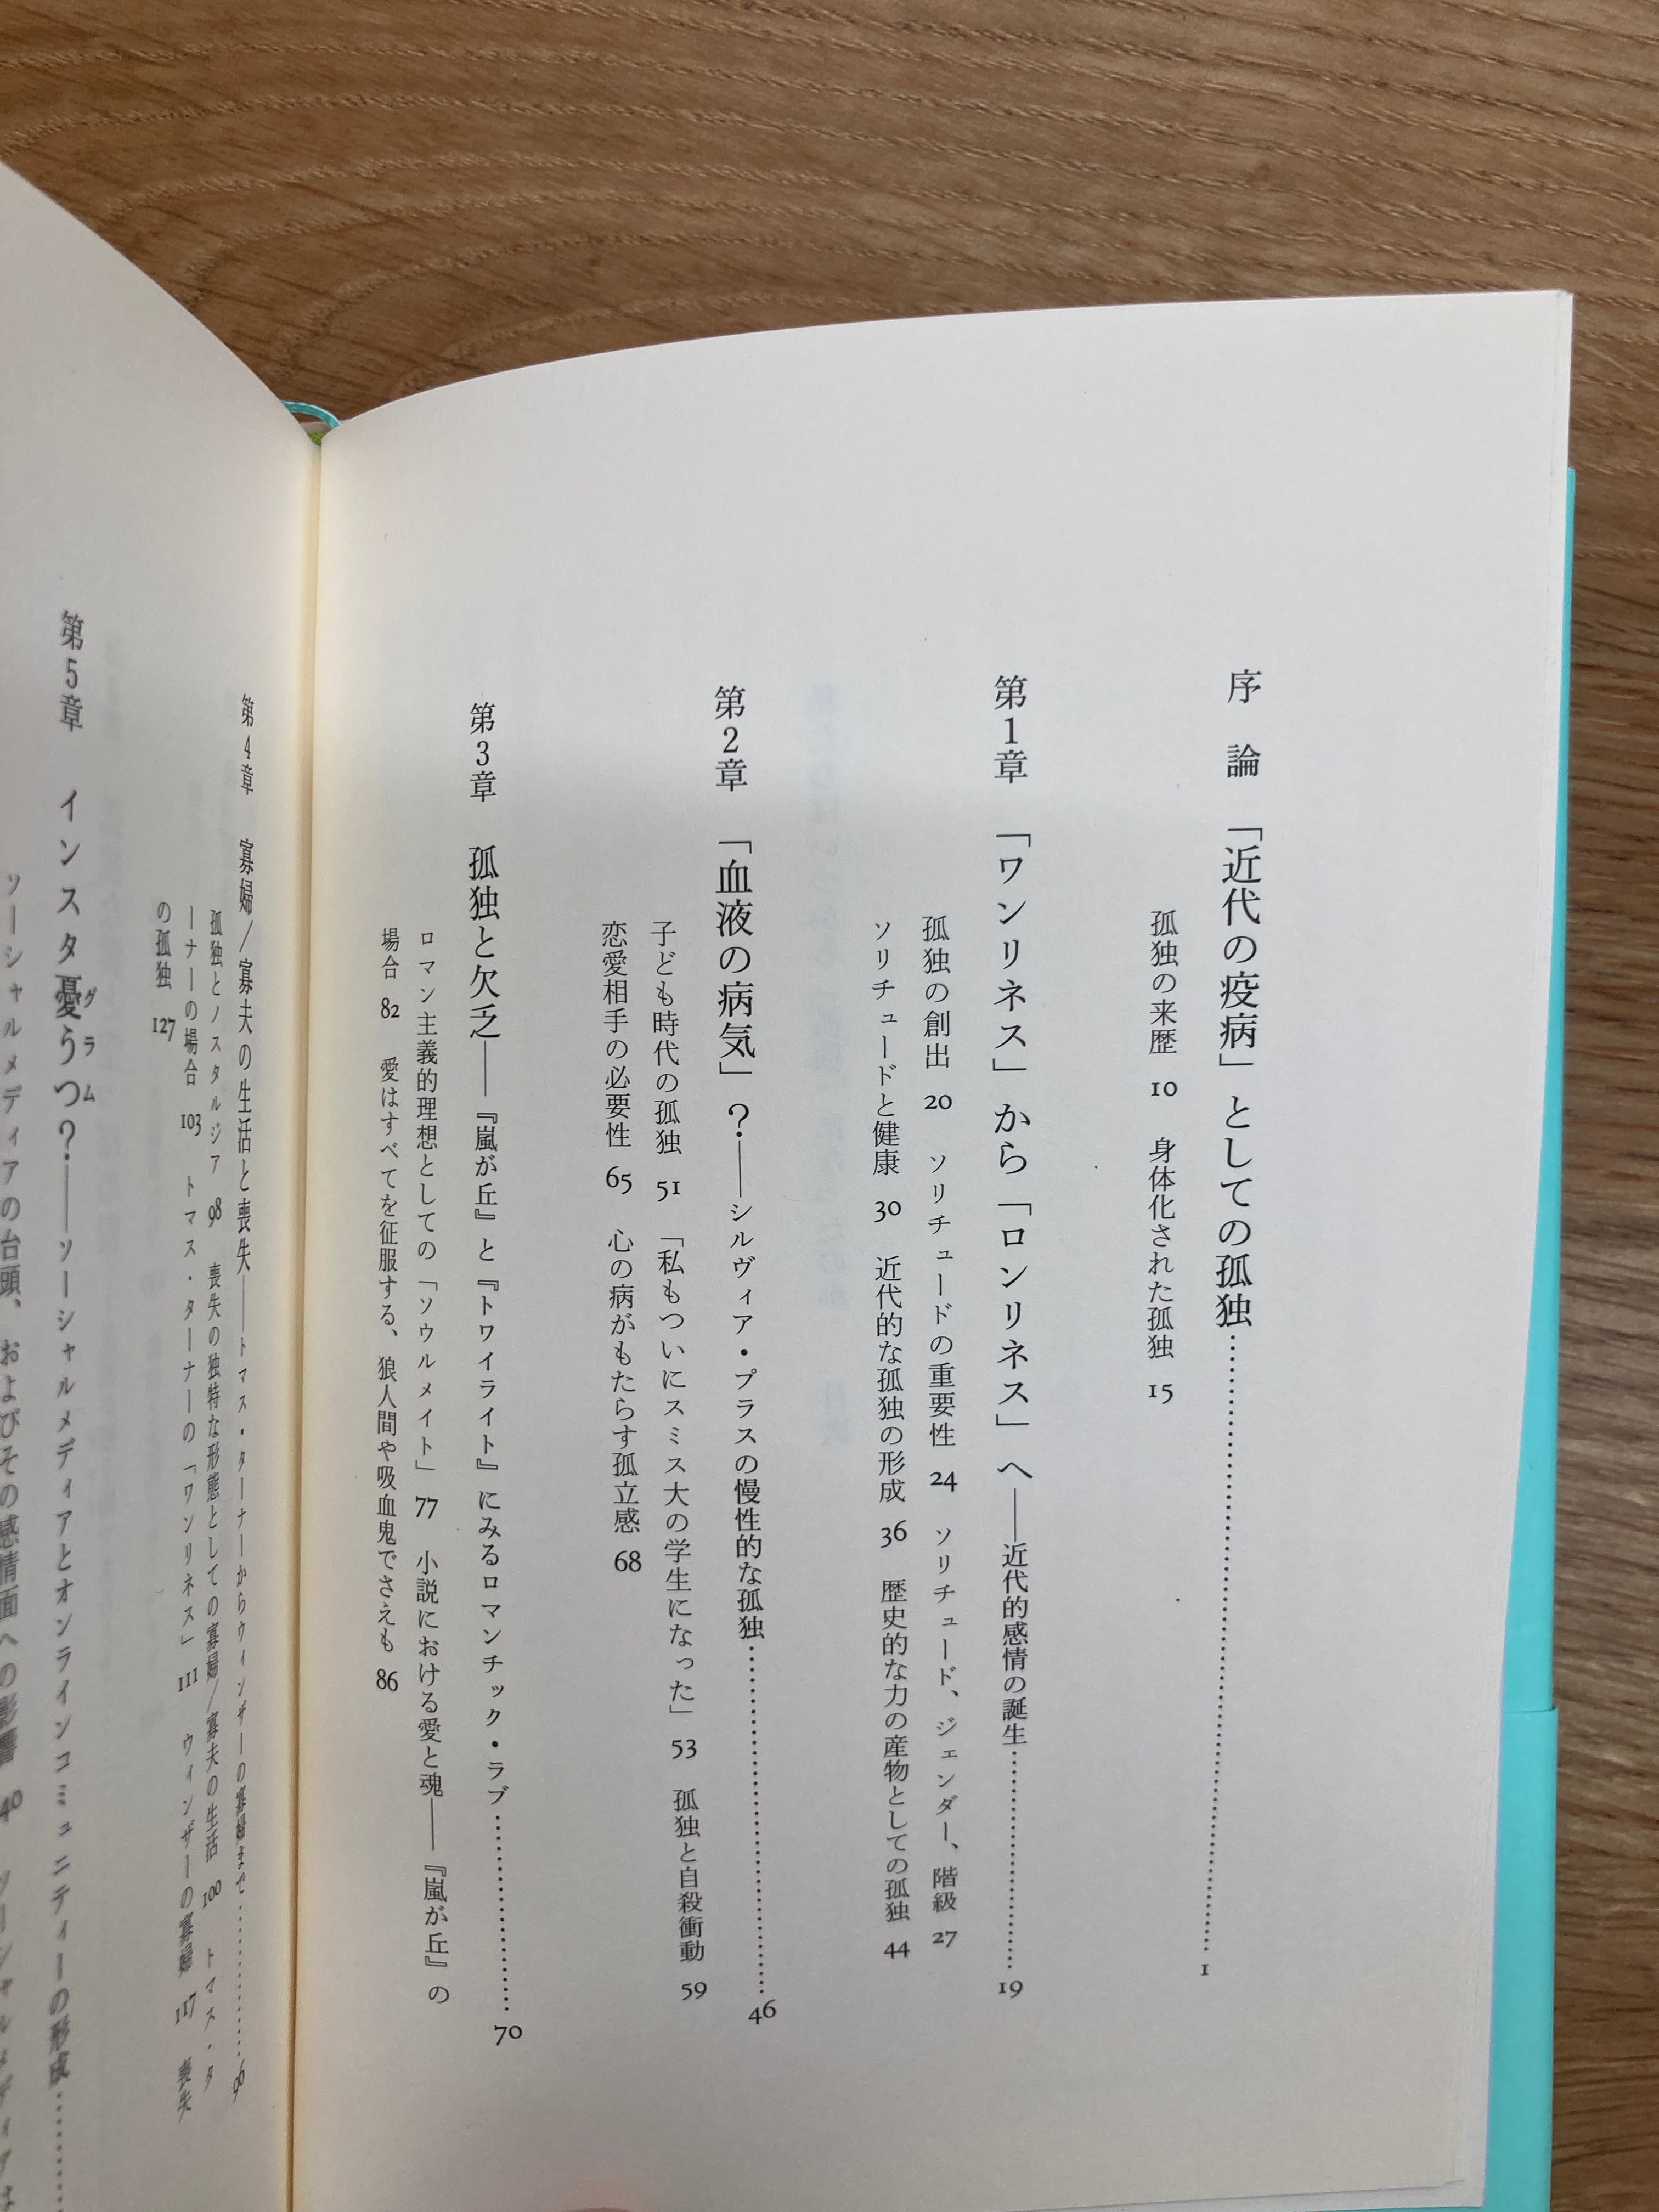 序　論　「近代の疫病」としての孤独 …… 1
孤独の来歴　10　身体化された孤独　15
第1章　「ワンリネス」から「ロンリネス」へ――近代的感情の誕生 …… 19
孤独の創出　20　ソリチュードの重要性　24　ソリチュード、ジェンダー、階級　27
ソリチュードと健康　30　近代的な孤独の形成　36　歴史的な力の産物としての孤独　44
第2章　「血液の病気」？――シルヴィア・プラスの慢性的な孤独 …… 46
子ども時代の孤独　51　「私もついにスミス大の学生になった」　53　孤独と自殺衝動　59
恋愛相手の必要性　65　心の病がもたらす孤立感　68
第3章　孤独と欠乏――『嵐が丘』と『トワイライト』にみるロマンチック・ラブ …… 70
ロマン主義的理想としての「ソウルメイト」　77　小説における愛と魂――『嵐が丘』の
場合　82　愛はすべてを征服する、狼人間や吸血鬼でさえも　86
第4章　寡婦／寡夫の生活と喪失――トマス・ターナーからウィンザーの寡婦まで …… 96
孤独とノスタルジア　98　喪失の独特な形態としての寡婦／寡夫の生活　100　トマス・タ
ーナーの場合　103　トマス・ターナーの「ワンリネス」　111　ウィンザーの寡婦　117　喪失
の孤独　127
第5章　インスタ憂うつ？グラム――ソーシャルメディアとオンラインコミュニティーの形成 ……
ソーシャルメディアの台頭、およびその感情面への影響　ソーシャルメディアは